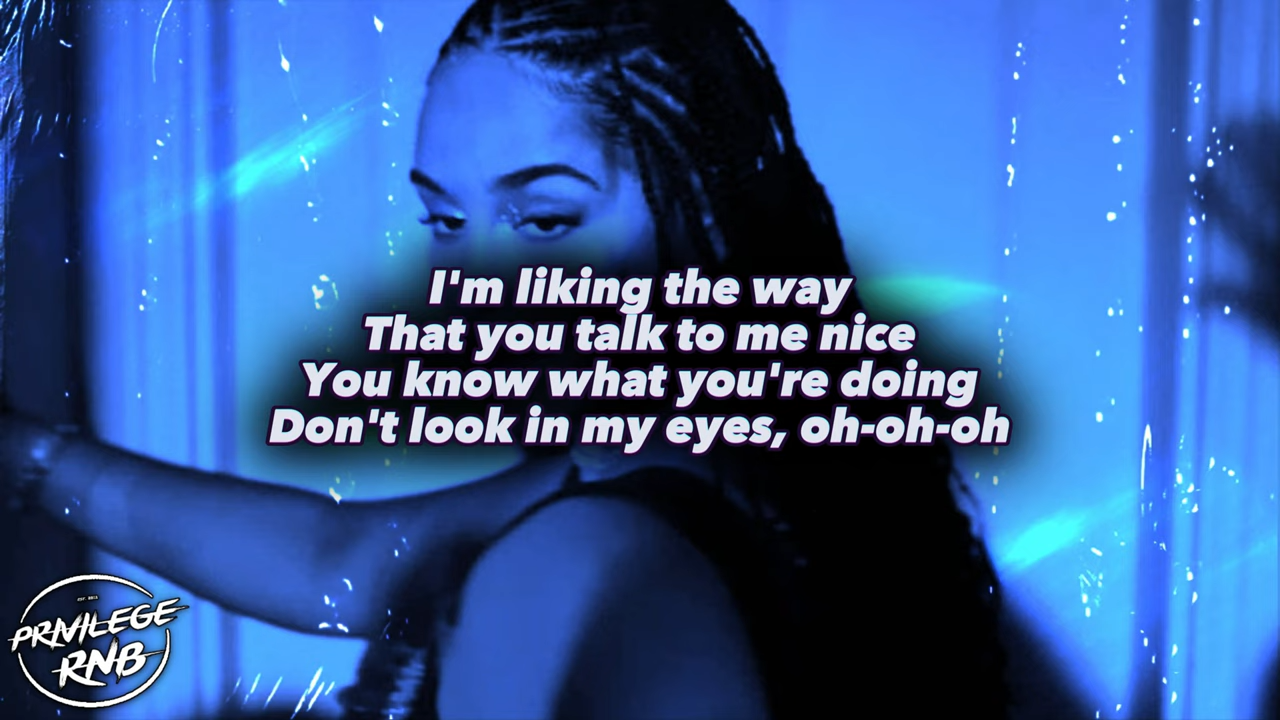 I'm liking the way
That you talk to me nice
You know what you're doing
Don't look in my eyes, oh-oh-oh
PRIVILEGE
RNB